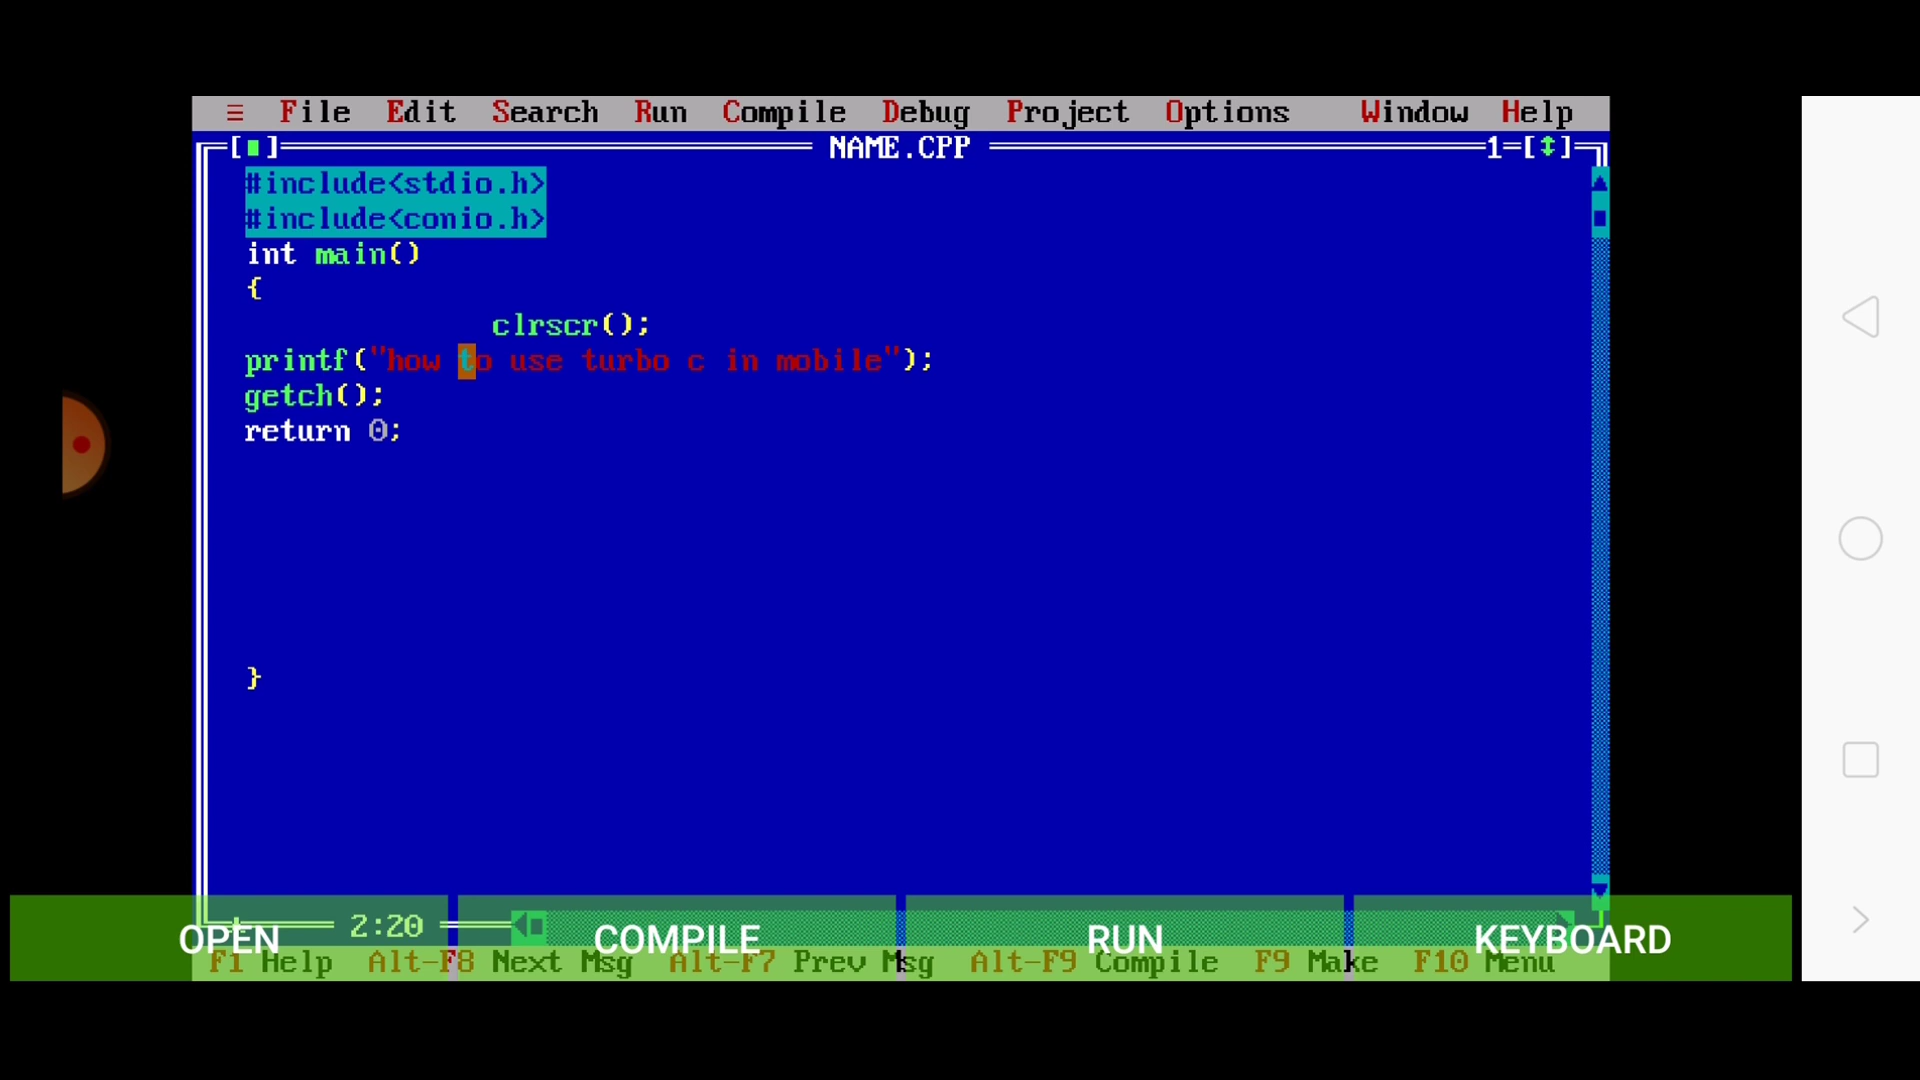 ≡ File Edit Search Run Compile Debug Project Options Window Help
[■] NAME.CPP 1=[↕]
#include<stdio.h>
#include<conio.h>
int main()
{
clrscr();
printf("how to use turbo c in mobile");
getch();
return 0;
}
2:20
OPEN COMPILE RUN KEYBOARD
F1 Help Alt-F8 Next Msg Alt-F7 Prev Msg Alt-F9 Compile F9 Make F10 Menu